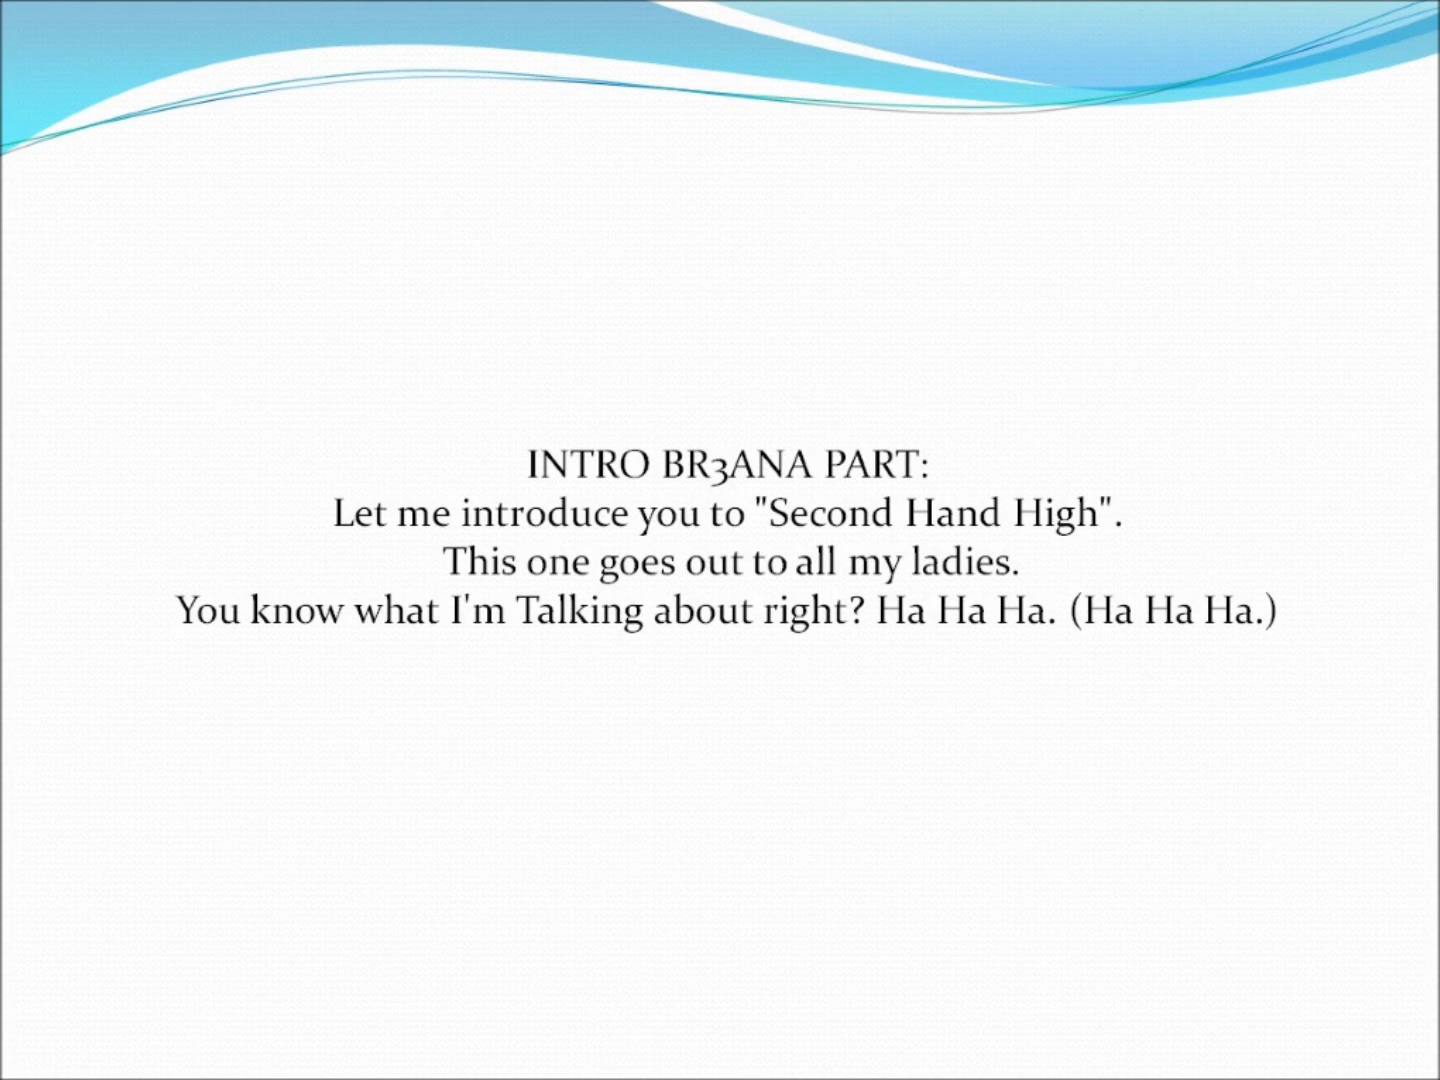 INTRO BR3ANA PART:
Let me introduce you to "Second Hand High".
This one goes out to all my ladies.
You know what I'm Talking about right? Ha Ha Ha. (Ha Ha Ha.)